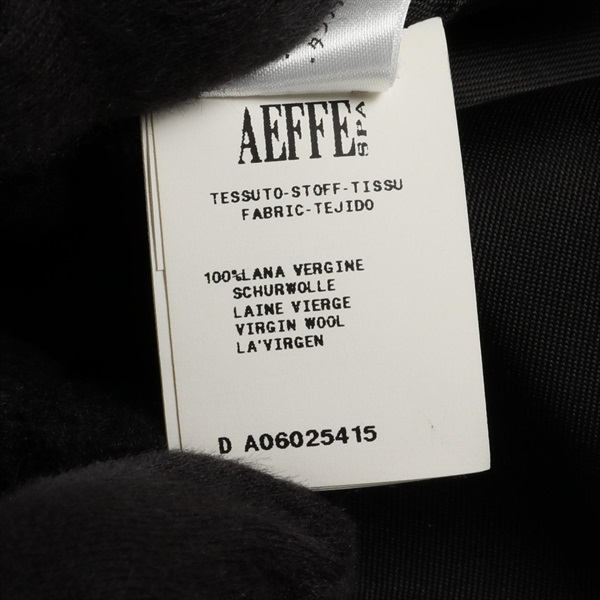 AEFFE SPA
TESSUTO-STOFF-TISSU
FABRIC-TEJIDO
100%LANA VERGINE
SCHURWOLLE
LAINE VIERGE
VIRGIN WOOL
LA'VIRGEN
D A06025415